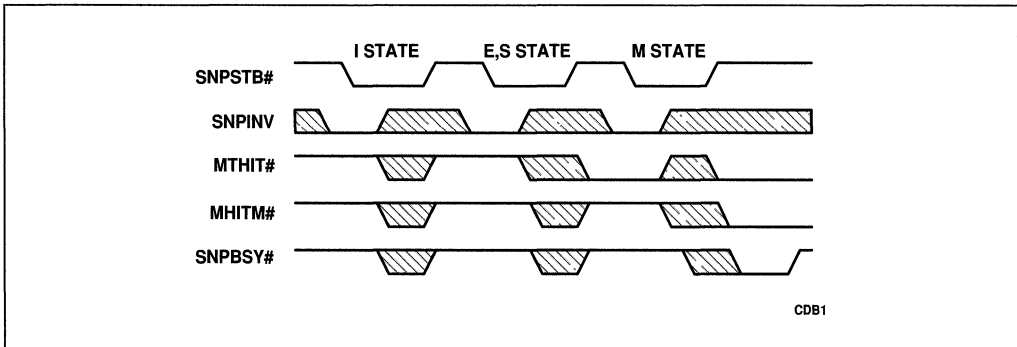 I STATE E,S STATE M STATE
SNPSTB#
SNPINV
MTHIT#
MHITM#
SNPBSY#
CDB1